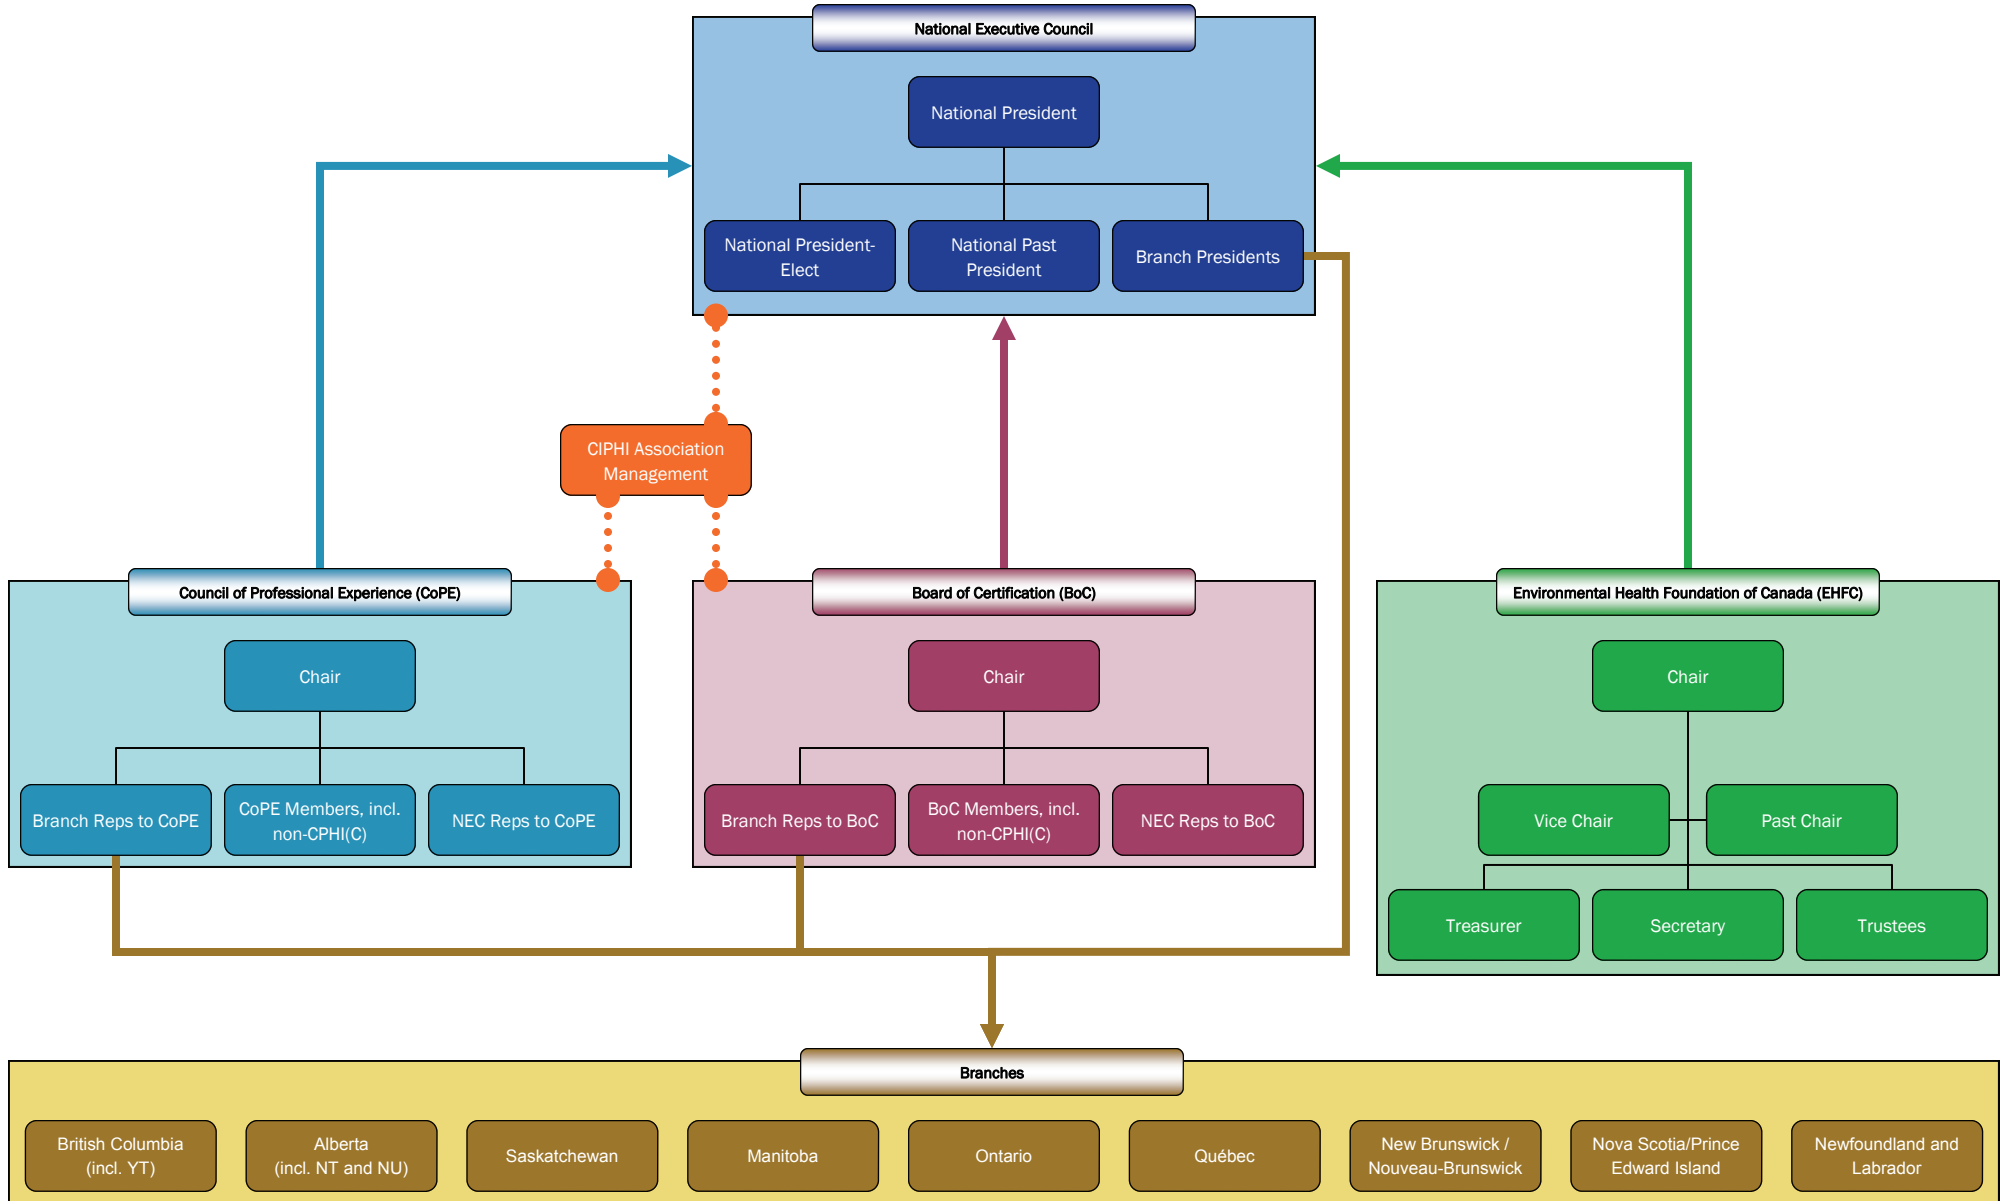 National Executive Council
National President
National President-
Elect
National Past
President
Branch Presidents
CIPHI Association
Management
Council of Professional Experience (CoPE)
Chair
Branch Reps to CoPE
CoPE Members, incl.
non-CPHI(C)
NEC Reps to CoPE
Board of Certification (BoC)
Chair
Branch Reps to BoC
BoC Members, incl.
non-CPHI(C)
NEC Reps to BoC
Environmental Health Foundation of Canada (EHFC)
Chair
Vice Chair
Past Chair
Treasurer
Secretary
Trustees
Branches
British Columbia
(incl. YT)
Alberta
(incl. NT and NU)
Saskatchewan
Manitoba
Ontario
Québec
New Brunswick /
Nouveau-Brunswick
Nova Scotia/Prince
Edward Island
Newfoundland and
Labrador